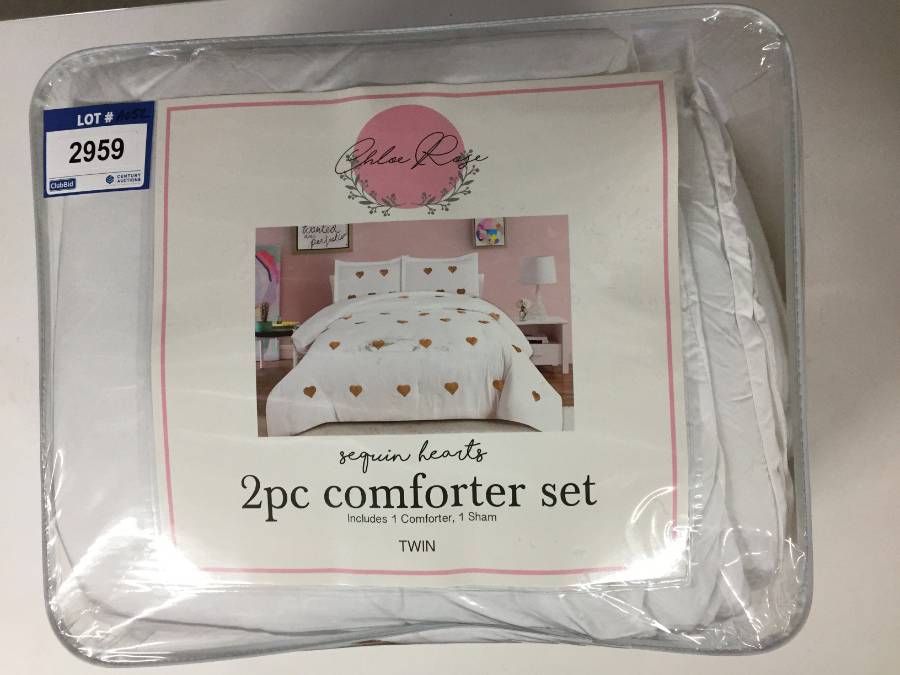 LOT #
2959
ClubBid
CENTURY
AUCTIONS
Chloe Rose
wanted
sequin hearts
2pc comforter set
Includes 1 Comforter, 1 Sham
TWIN